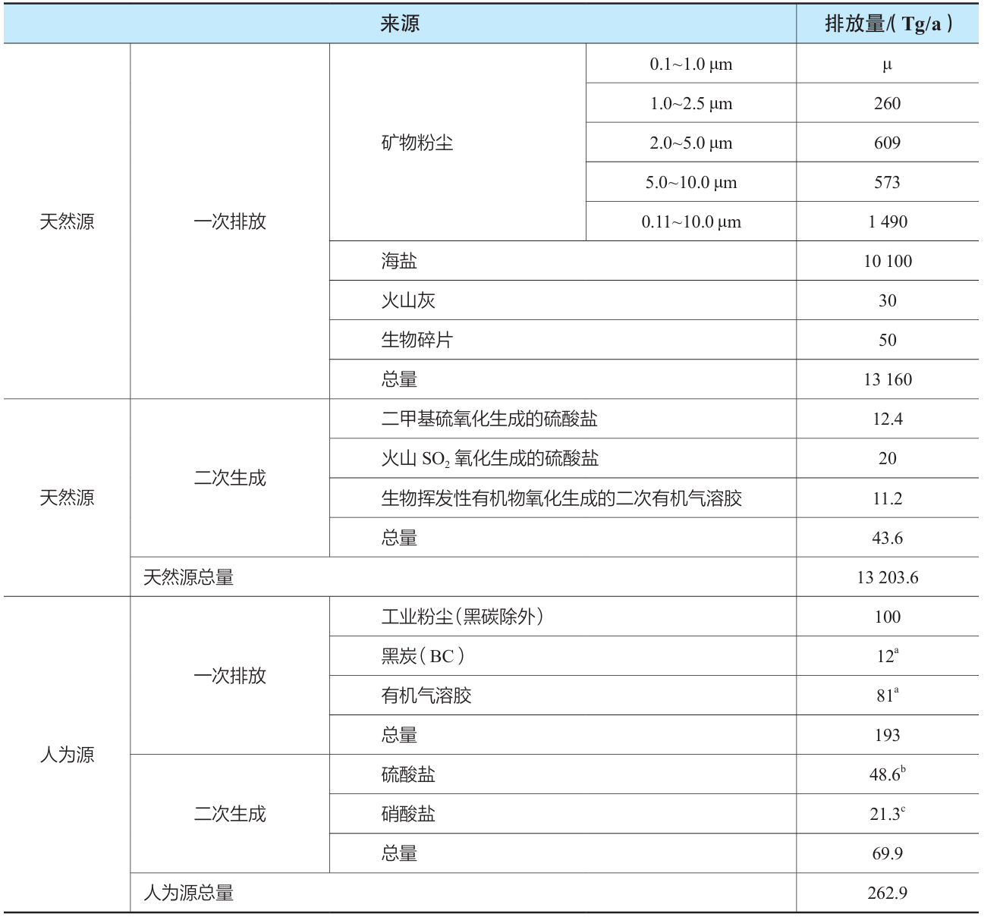 来源 排放量/(Tg/a)
天然源 一次排放 矿物粉尘 0.1~1.0 μm μ
1.0~2.5 μm 260
2.0~5.0 μm 609
5.0~10.0 μm 573
0.11~10.0 μm 1 490
海盐 10 100
火山灰 30
生物碎片 50
总量 13 160
天然源 二次生成 二甲基硫氧化生成的硫酸盐 12.4
火山 SO₂ 氧化生成的硫酸盐 20
生物挥发性有机物氧化生成的二次有机气溶胶 11.2
总量 43.6
天然源总量 13 203.6
人为源 一次排放 工业粉尘(黑碳除外) 100
黑炭(BC) 12ᵃ
有机气溶胶 81ᵃ
总量 193
二次生成 硫酸盐 48.6ᵇ
硝酸盐 21.3ᶜ
总量 69.9
人为源总量 262.9